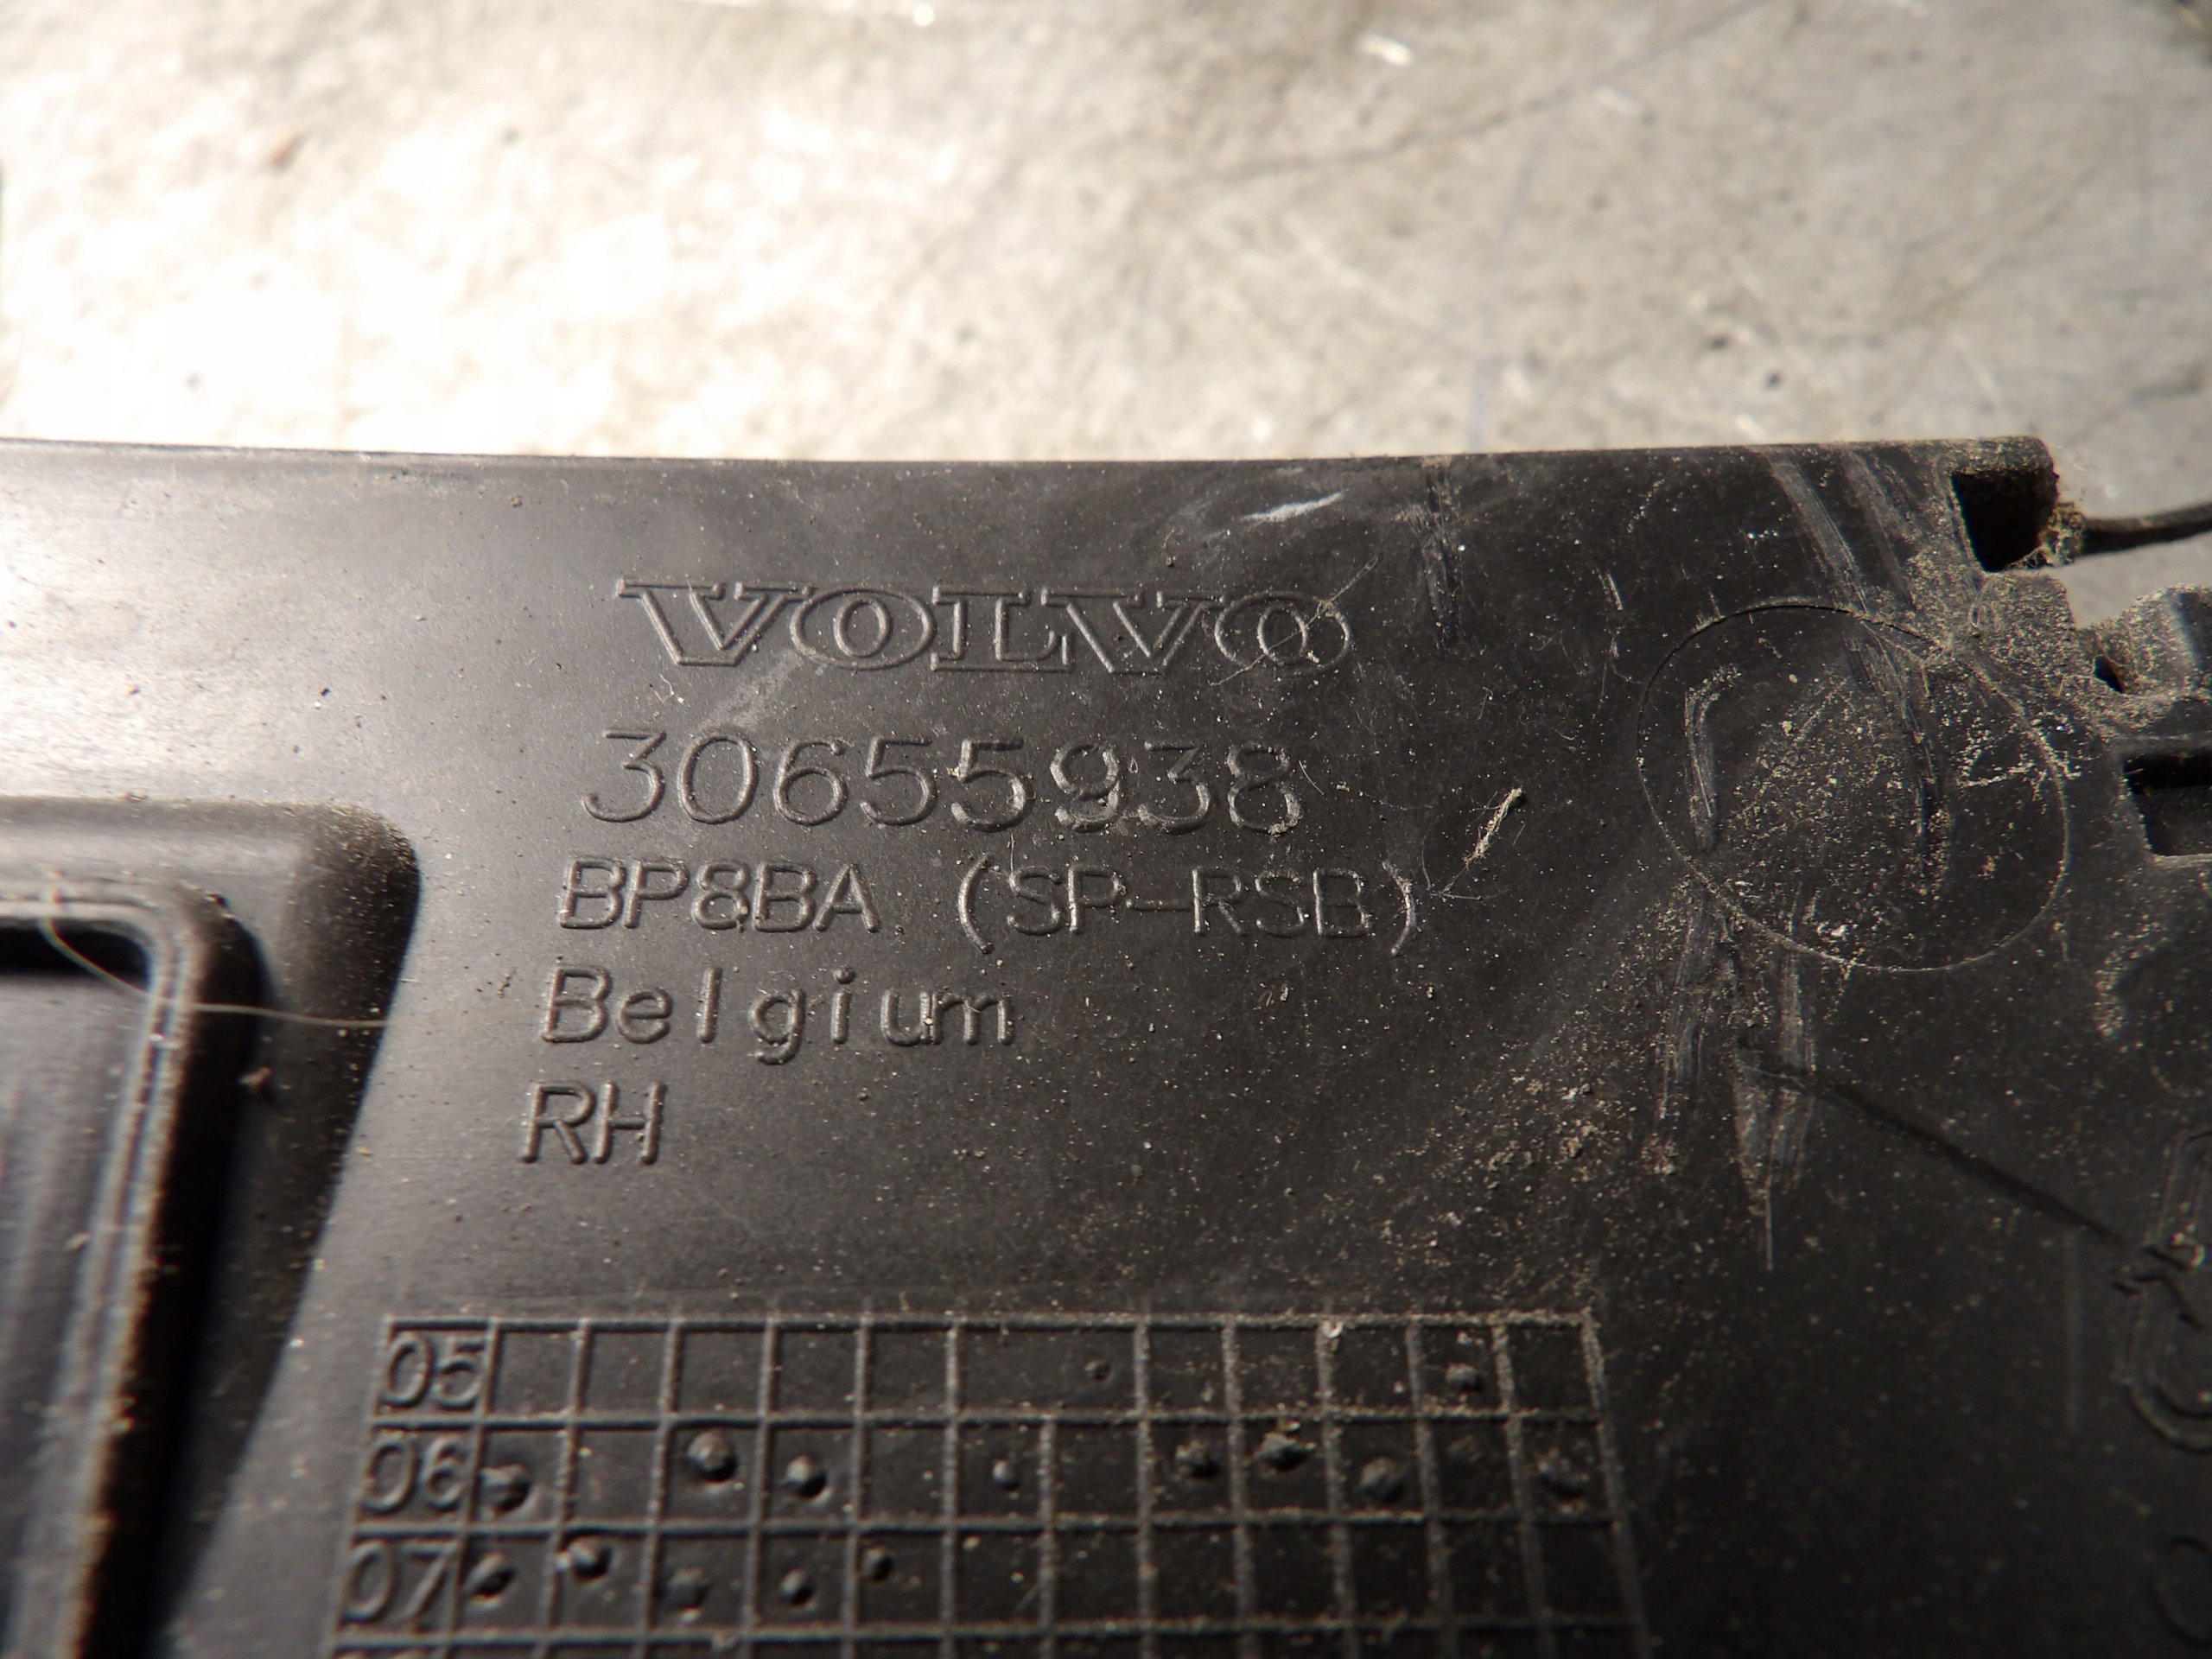 VOLVO
30655938
BP8BA (SP-RSB)
Belgium
RH
05
06
07